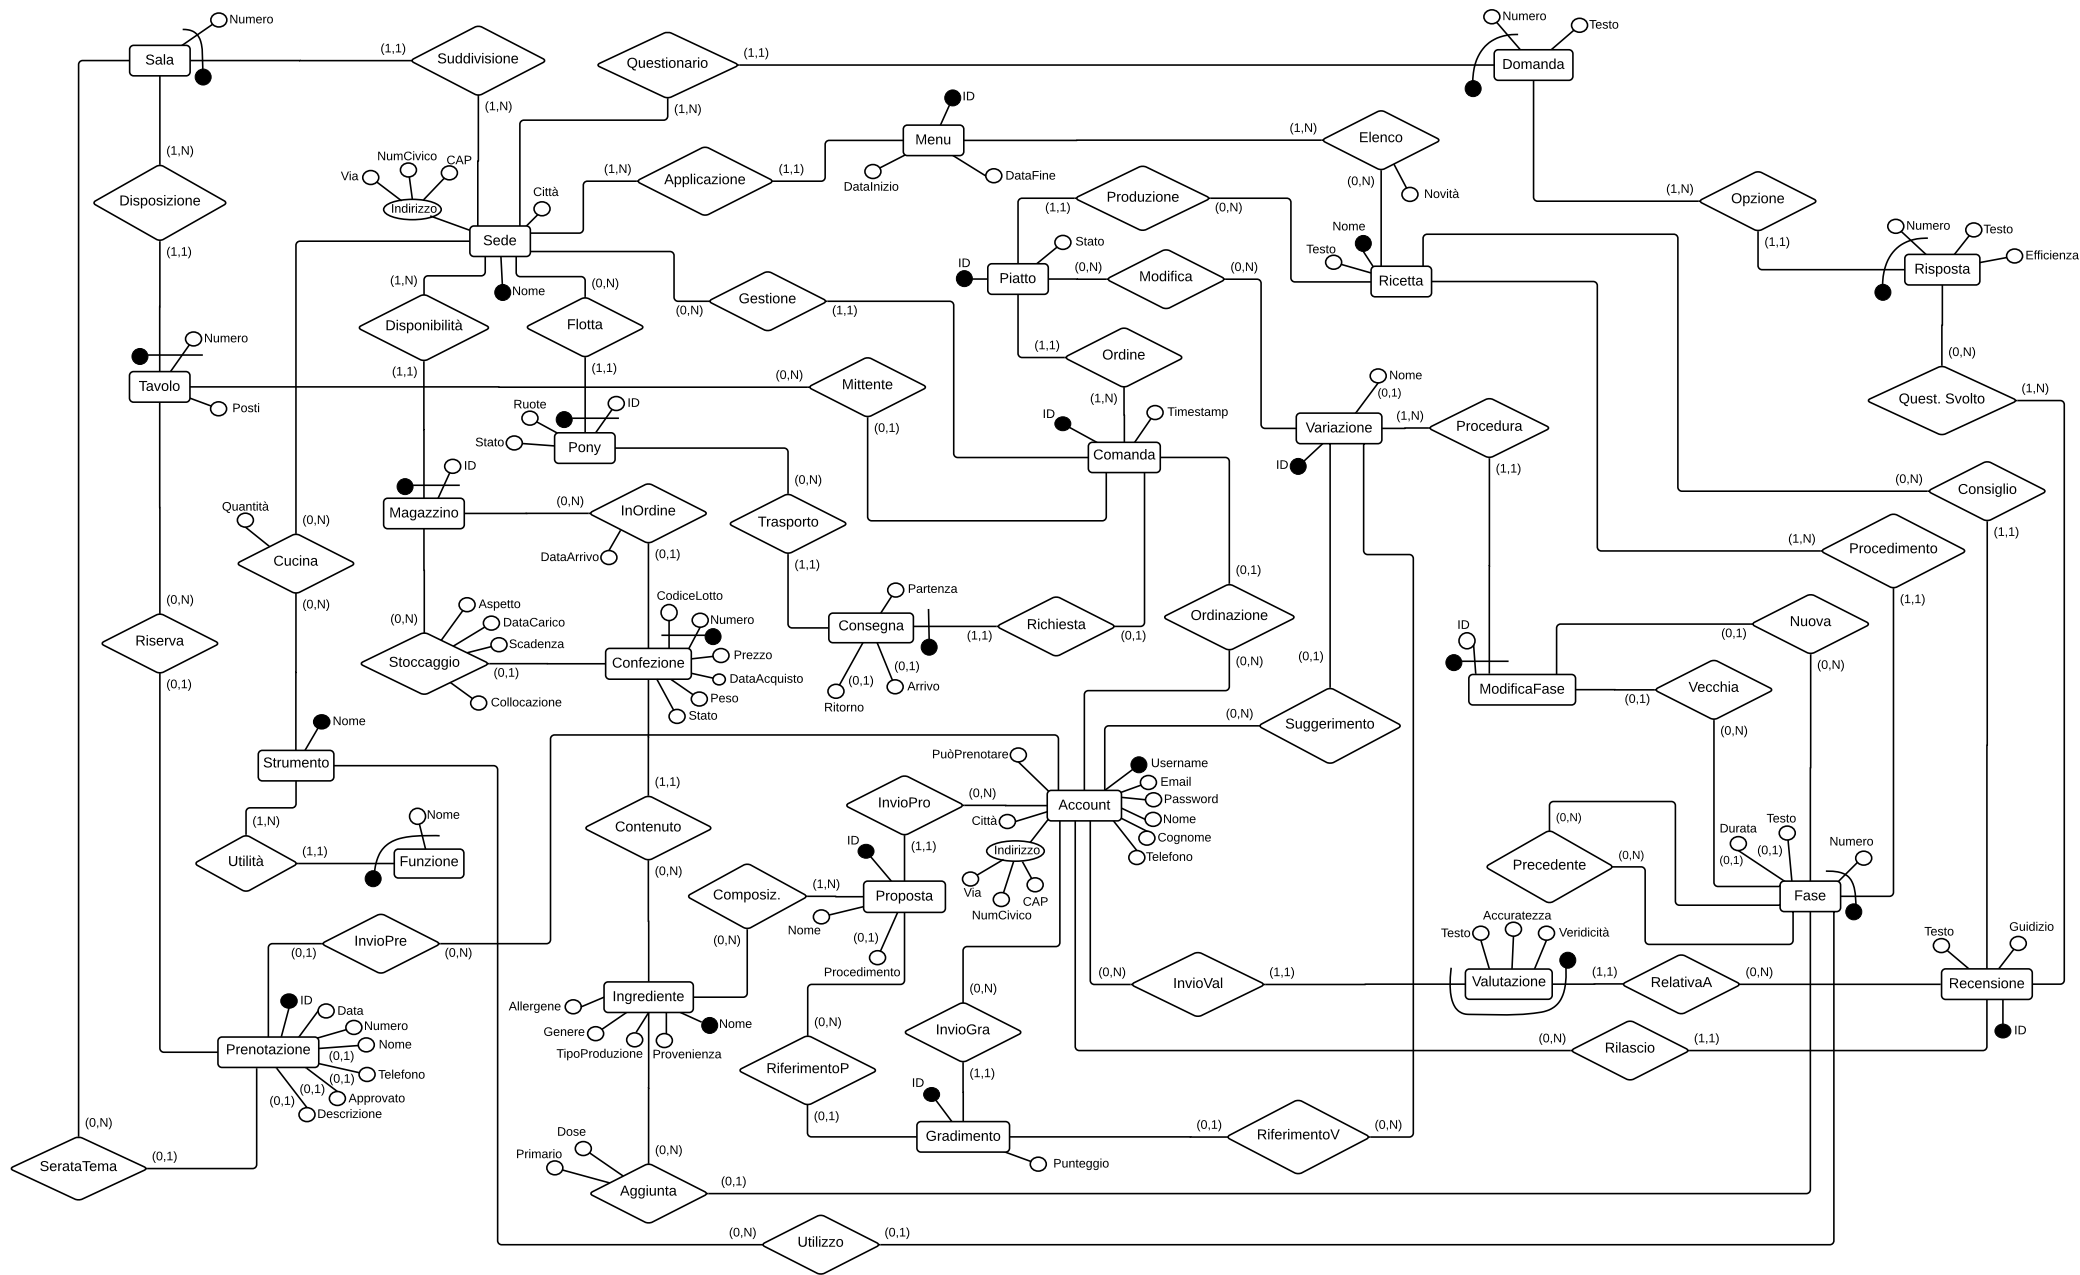 Numero
Sala
(1,1)
Suddivisione
(1,N)
Questionario
(1,1)
(1,N)
Numero
Testo
Domanda
ID
Menu
DataInizio
DataFine
(1,N)
Elenco
(0,N)
Novità
(1,N)
Disposizione
(1,1)
NumCivico
CAP
Via
Indirizzo
Città
Sede
Nome
(1,N)
Applicazione
(1,1)
Produzione
(1,1)
(0,N)
Stato
ID
Piatto
(0,N)
Modifica
(0,N)
Nome
Testo
Ricetta
(1,N)
Opzione
(1,1)
Numero
Testo
Efficienza
Risposta
(1,N)
Disponibilità
(1,1)
(0,N)
Flotta
(1,1)
(0,N)
Gestione
(1,1)
(1,1)
Ordine
(1,N)
Numero
Tavolo
Posti
(0,N)
Mittente
(0,1)
Nome
(0,1)
Variazione
ID
(1,N)
Procedura
(1,1)
(0,N)
Quest. Svolto
(1,N)
Ruote
ID
Stato
Pony
ID
Timestamp
Comanda
ID
Magazzino
(0,N)
InOrdine
DataArrivo
(0,1)
(0,N)
Trasporto
(1,1)
(0,N)
Consiglio
(1,1)
Quantità
(0,N)
Cucina
(0,N)
(1,N)
Procedimento
(1,1)
(0,N)
Riserva
(0,1)
(0,N)
Stoccaggio
(0,1)
Aspetto
DataCarico
Scadenza
Collocazione
CodiceLotto
Numero
Confezione
Prezzo
DataAcquisto
Peso
Stato
Partenza
Consegna
(0,1)
Ritorno
(0,1)
Arrivo
(1,1)
Richiesta
(0,1)
(0,1)
Ordinazione
(0,N)
(0,1)
Suggerimento
(0,N)
ID
ModificaFase
(0,1)
Nuova
(0,N)
(0,1)
Vecchia
(0,N)
Nome
Strumento
(1,N)
Utilità
(1,1)
Nome
Funzione
(1,1)
Contenuto
(0,N)
PuòPrenotare
Username
Email
Password
Nome
Cognome
Telefono
Account
Città
Indirizzo
Via
NumCivico
CAP
InvioPro
(0,N)
(1,1)
ID
Proposta
Nome
(0,1)
Procedimento
Composiz.
(1,N)
(0,N)
(0,N)
Precedente
(0,N)
Durata
(0,1)
Testo
(0,1)
Numero
Fase
(0,1)
InvioPre
(0,N)
Accuratezza
Testo
Veridicità
Valutazione
(0,N)
InvioVal
(1,1)
(1,1)
RelativaA
(0,N)
Testo
Guidizio
Recensione
ID
Allergene
Ingrediente
Genere
TipoProduzione
Provenienza
Nome
ID
Data
Numero
Nome
(0,1)
Telefono
(0,1)
Approvato
(0,1)
Descrizione
(0,1)
Prenotazione
(0,N)
RiferimentoP
(0,1)
(0,N)
InvioGra
(1,1)
(0,N)
Rilascio
(1,1)
ID
Gradimento
Punteggio
(0,1)
RiferimentoV
(0,N)
(0,N)
SerataTema
(0,1)
Dose
Primario
(0,N)
Aggiunta
(0,1)
(0,N)
Utilizzo
(0,1)